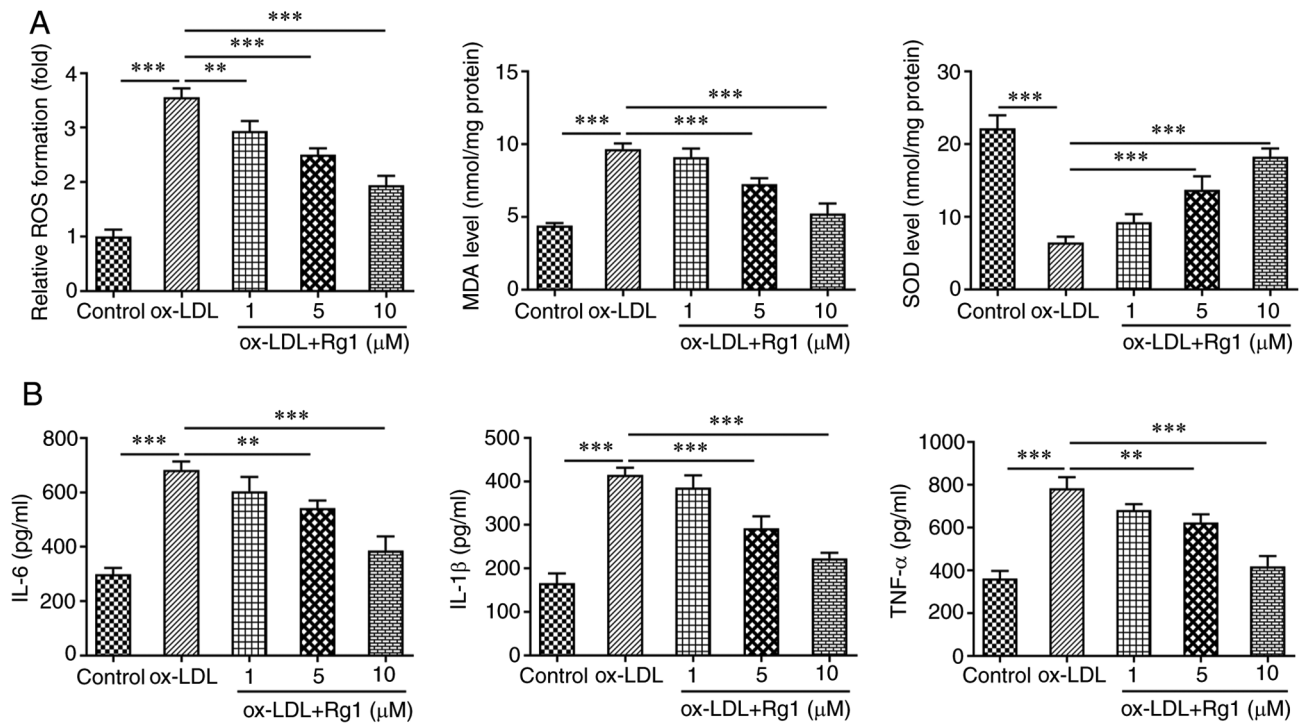 A
Relative ROS formation (fold)
4
3
2
1
0
***
***
***
**
Control ox-LDL 1 5 10
ox-LDL+Rg1 (μM)
MDA level (nmol/mg protein)
15
10
5
0
***
***
***
Control ox-LDL 1 5 10
ox-LDL+Rg1 (μM)
SOD level (nmol/mg protein)
30
20
10
0
***
***
***
Control ox-LDL 1 5 10
ox-LDL+Rg1 (μM)
B
IL-6 (pg/ml)
800
600
400
200
0
***
***
**
Control ox-LDL 1 5 10
ox-LDL+Rg1 (μM)
IL-1β (pg/ml)
500
400
300
200
100
0
***
***
***
Control ox-LDL 1 5 10
ox-LDL+Rg1 (μM)
TNF-α (pg/ml)
1000
800
600
400
200
0
***
***
**
Control ox-LDL 1 5 10
ox-LDL+Rg1 (μM)